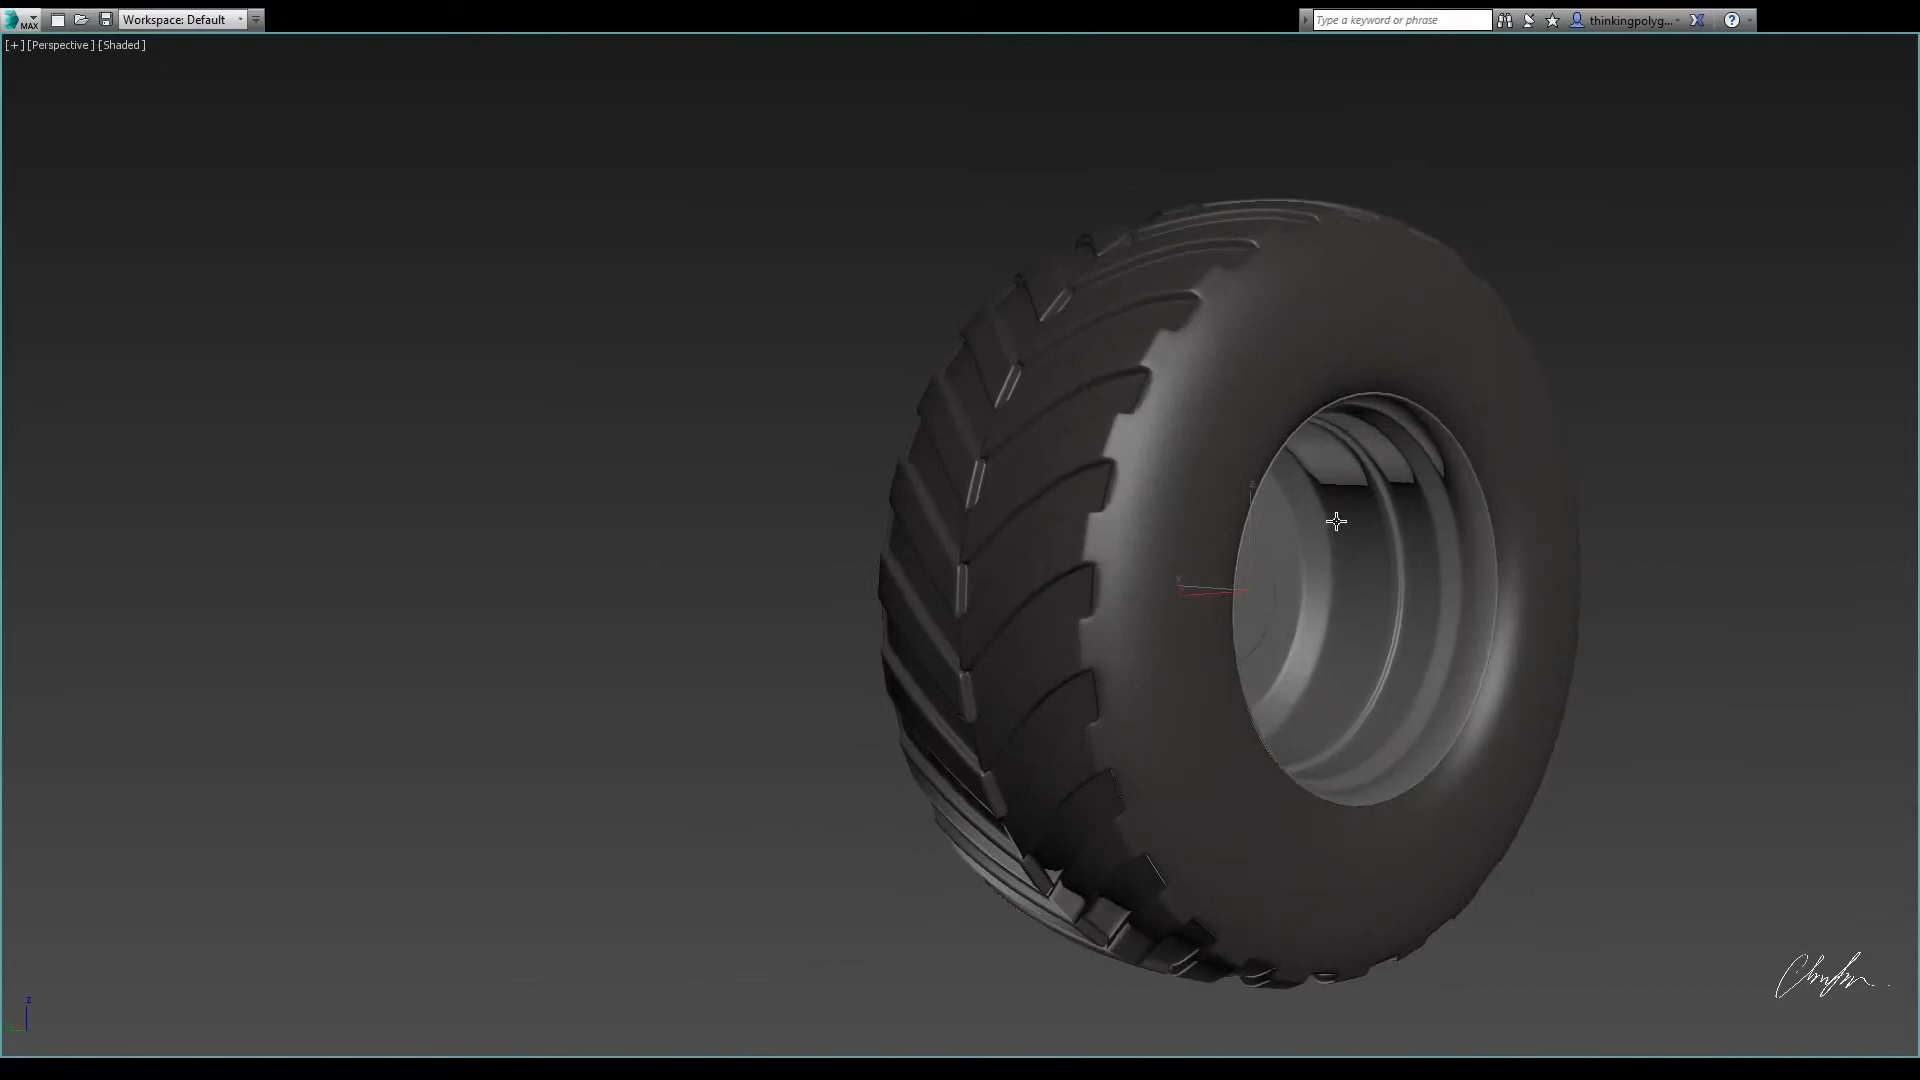 MAX
Workspace: Default
Type a keyword or phrase
thinkingpolyg...
?
[+] [Perspective] [Shaded]
z
x
z